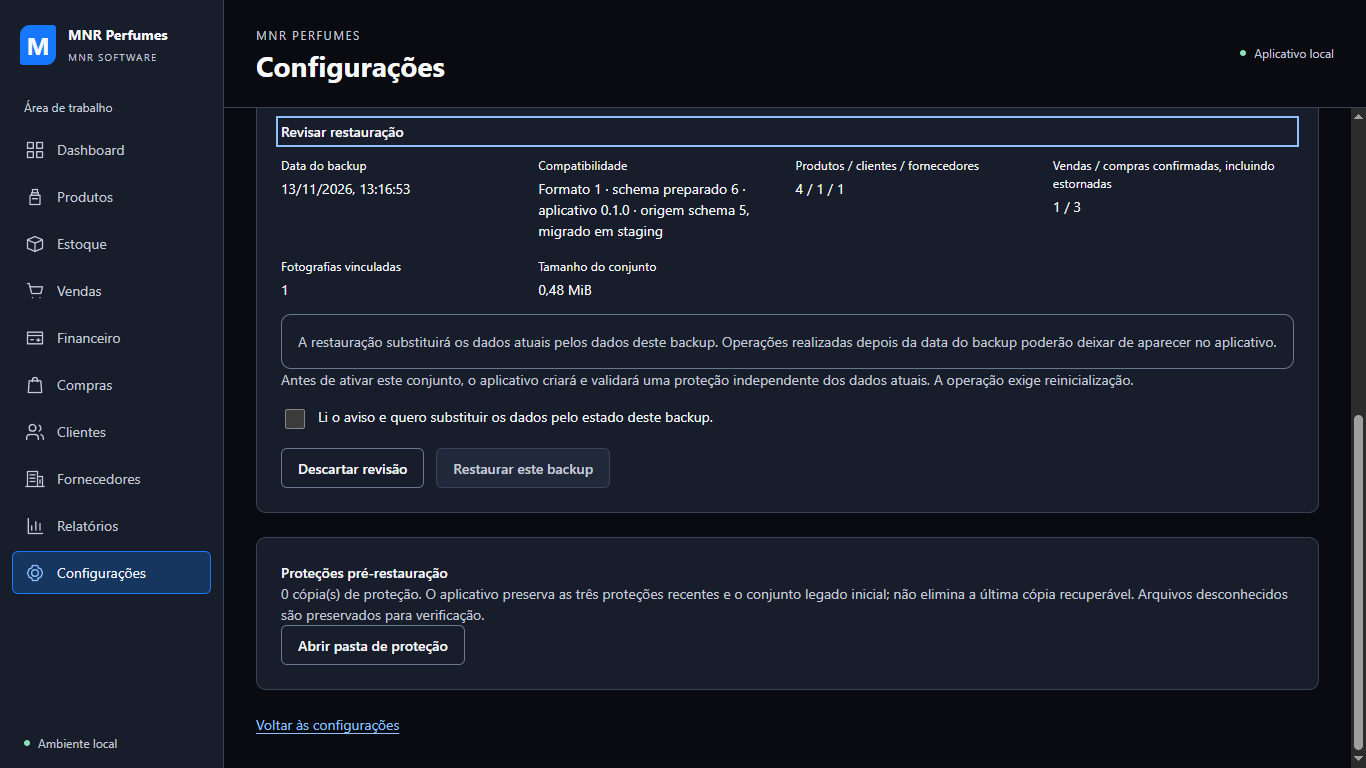 M
MNR Perfumes
MNR SOFTWARE
Área de trabalho
Dashboard
Produtos
Estoque
Vendas
Financeiro
Compras
Clientes
Fornecedores
Relatórios
Configurações
Ambiente local
MNR PERFUMES
Configurações
Aplicativo local
Revisar restauração
Data do backup
13/11/2026, 13:16:53
Compatibilidade
Formato 1 · schema preparado 6 ·
aplicativo 0.1.0 · origem schema 5,
migrado em staging
Produtos / clientes / fornecedores
4 / 1 / 1
Vendas / compras confirmadas, incluindo
estornadas
1 / 3
Fotografias vinculadas
1
Tamanho do conjunto
0,48 MiB
A restauração substituirá os dados atuais pelos dados deste backup. Operações realizadas depois da data do backup poderão deixar de aparecer no aplicativo.
Antes de ativar este conjunto, o aplicativo criará e validará uma proteção independente dos dados atuais. A operação exige reinicialização.
Li o aviso e quero substituir os dados pelo estado deste backup.
Descartar revisão
Restaurar este backup
Proteções pré-restauração
0 cópia(s) de proteção. O aplicativo preserva as três proteções recentes e o conjunto legado inicial; não elimina a última cópia recuperável. Arquivos desconhecidos
são preservados para verificação.
Abrir pasta de proteção
Voltar às configurações